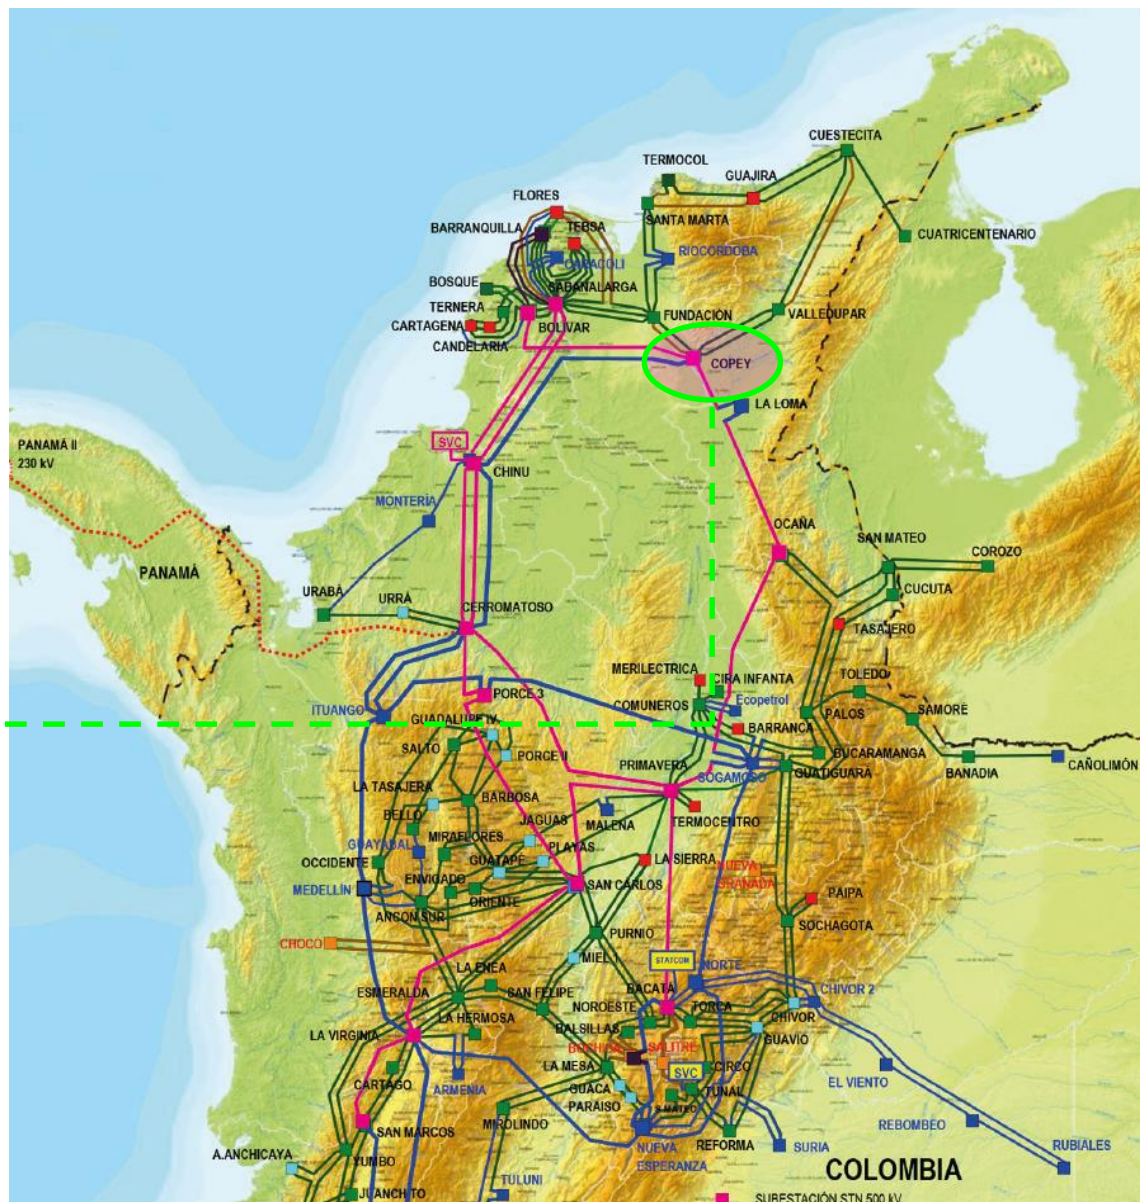 CUESTECITA
TERMOCOL
GUAJIRA
FLORES
SANTA MARTA
BARRANQUILLA
TEBSA
CUATRICENTENARIO
RIOCORDOBA
CARACOLI
BOSQUE
SABANALARGA
TERNERA
FUNDACIÓN
VALLEDUPAR
CARTAGENA
BOLIVAR
CANDELARIA
COPEY
LA LOMA
SVC
PANAMÁ II
230 kV
CHINU
MONTERÍA
OCAÑA
SAN MATEO
COROZO
PANAMÁ
URABÁ
URRÁ
CUCUTA
CERROMATOSO
TASAJERO
MERILECTRICA
CIRA INFANTA
TOLEDO
PORCE 3
COMUNEROS
Ecopetrol
ITUANGO
GUADALUPE IV
PALOS
SAMORE
SALTO
BARRANCA
PORCE II
BUCARAMANGA
PRIMAVERA
SOGAMOSO
GUATIGUARÁ
BANADIA
CAÑOLIMÓN
LA TASAJERA
BARBOSA
BELLO
JAGUAS
MALENA
TERMOCENTRO
MIRAFLORES
GUAYABAL
PLAYAS
OCCIDENTE
GUATAPE
LA SIERRA
NUEVA
GRANADA
ENVIGADO
MEDELLÍN
SAN CARLOS
PAIPA
ANCON SUR
ORIENTE
SOCHAGOTA
PURNIO
CHOCO
MIEL I
STATCOM
LA ENEA
NORTE
ESMERALDA
SAN FELIPE
BACATÁ
CHIVOR 2
NOROESTE
TORCA
CHIVOR
LA HERMOSA
LA VIRGINIA
BALSILLAS
GUAVIO
SALITRE
LA MESA
SVC
CIRCO
EL VIENTO
CARTAGO
ARMENIA
GUACA
TUNAL
PARAISO
S.MATEO
MIROLINDO
REBOMBEO
SAN MARCOS
REFORMA
SURIA
NUEVA
ESPERANZA
RUBIALES
A.ANCHICAYA
YUMBO
COLOMBIA
TULUNI
JUANCHITO
SUBESTACIÓN STN 500 kV